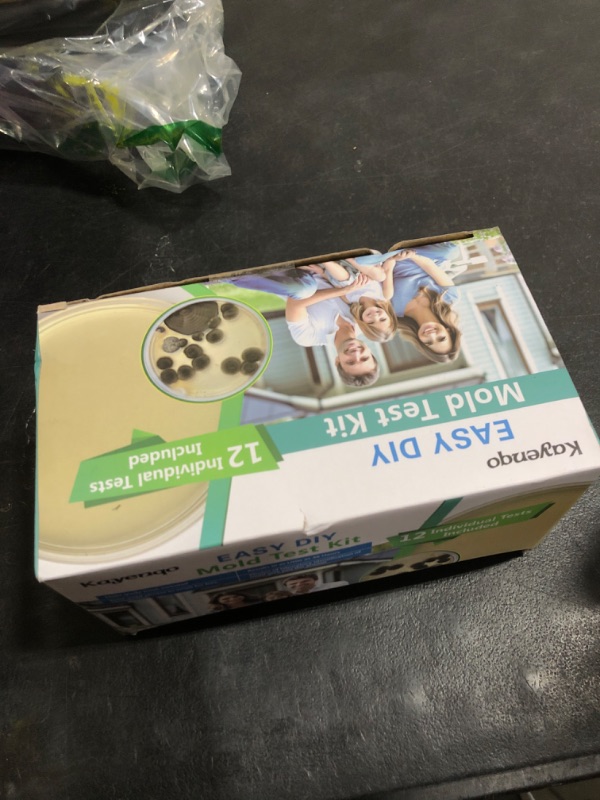 Kayenqo
EASY DIY
Mold Test Kit
12 Individual Tests
Included
EASY DIY
Mold Test Kit
Kayenqo
12 Individual Tests
Included